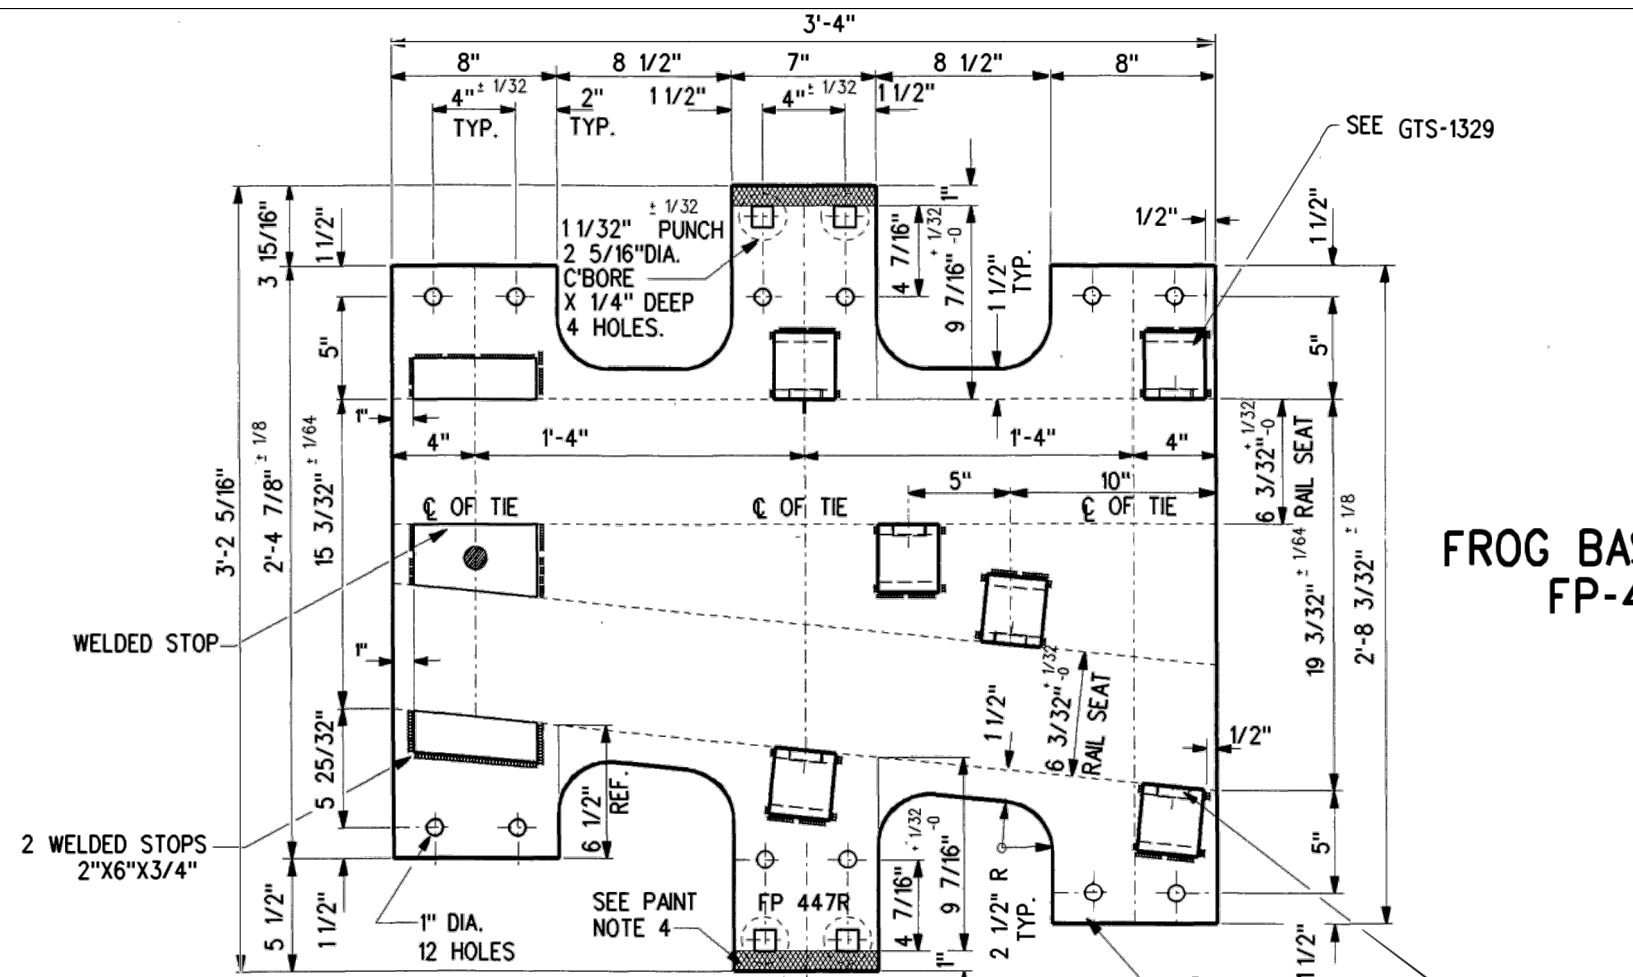 3'-4"
8"
8 1/2"
7"
8 1/2"
8"
4" ± 1/32
TYP.
2"
TYP.
1 1/2"
4" ± 1/32
1 1/2"
SEE GTS-1329
3 15/16"
1 1/2"
± 1/32
1 1/32" PUNCH
2 5/16"DIA.
C'BORE
X 1/4" DEEP
4 HOLES.
1"
4 7/16"
+ 1/32 -0
9 7/16"
1 1/2"
TYP.
1/2"
1 1/2"
5"
5"
1"
4"
1'-4"
1'-4"
4"
3'-2 5/16"
2'-4 7/8" ± 1/8
15 3/32" ± 1/64
5"
10"
6 3/32" + 1/32 -0
RAIL SEAT
℄ OF TIE
℄ OF TIE
℄ OF TIE
19 3/32" ± 1/64
2'-8 3/32" ± 1/8
FROG BAS
FP-4
WELDED STOP
1"
1 1/2"
6 3/32" + 1/32 -0
RAIL SEAT
1/2"
5 25/32"
6 1/2"
REF.
2 WELDED STOPS
2"X6"X3/4"
4 7/16"
+ 1/32 -0
9 7/16"
5"
5 1/2"
1 1/2"
1" DIA.
12 HOLES
SEE PAINT
NOTE 4
FP 447R
1"
2 1/2" R
TYP.
1 1/2"